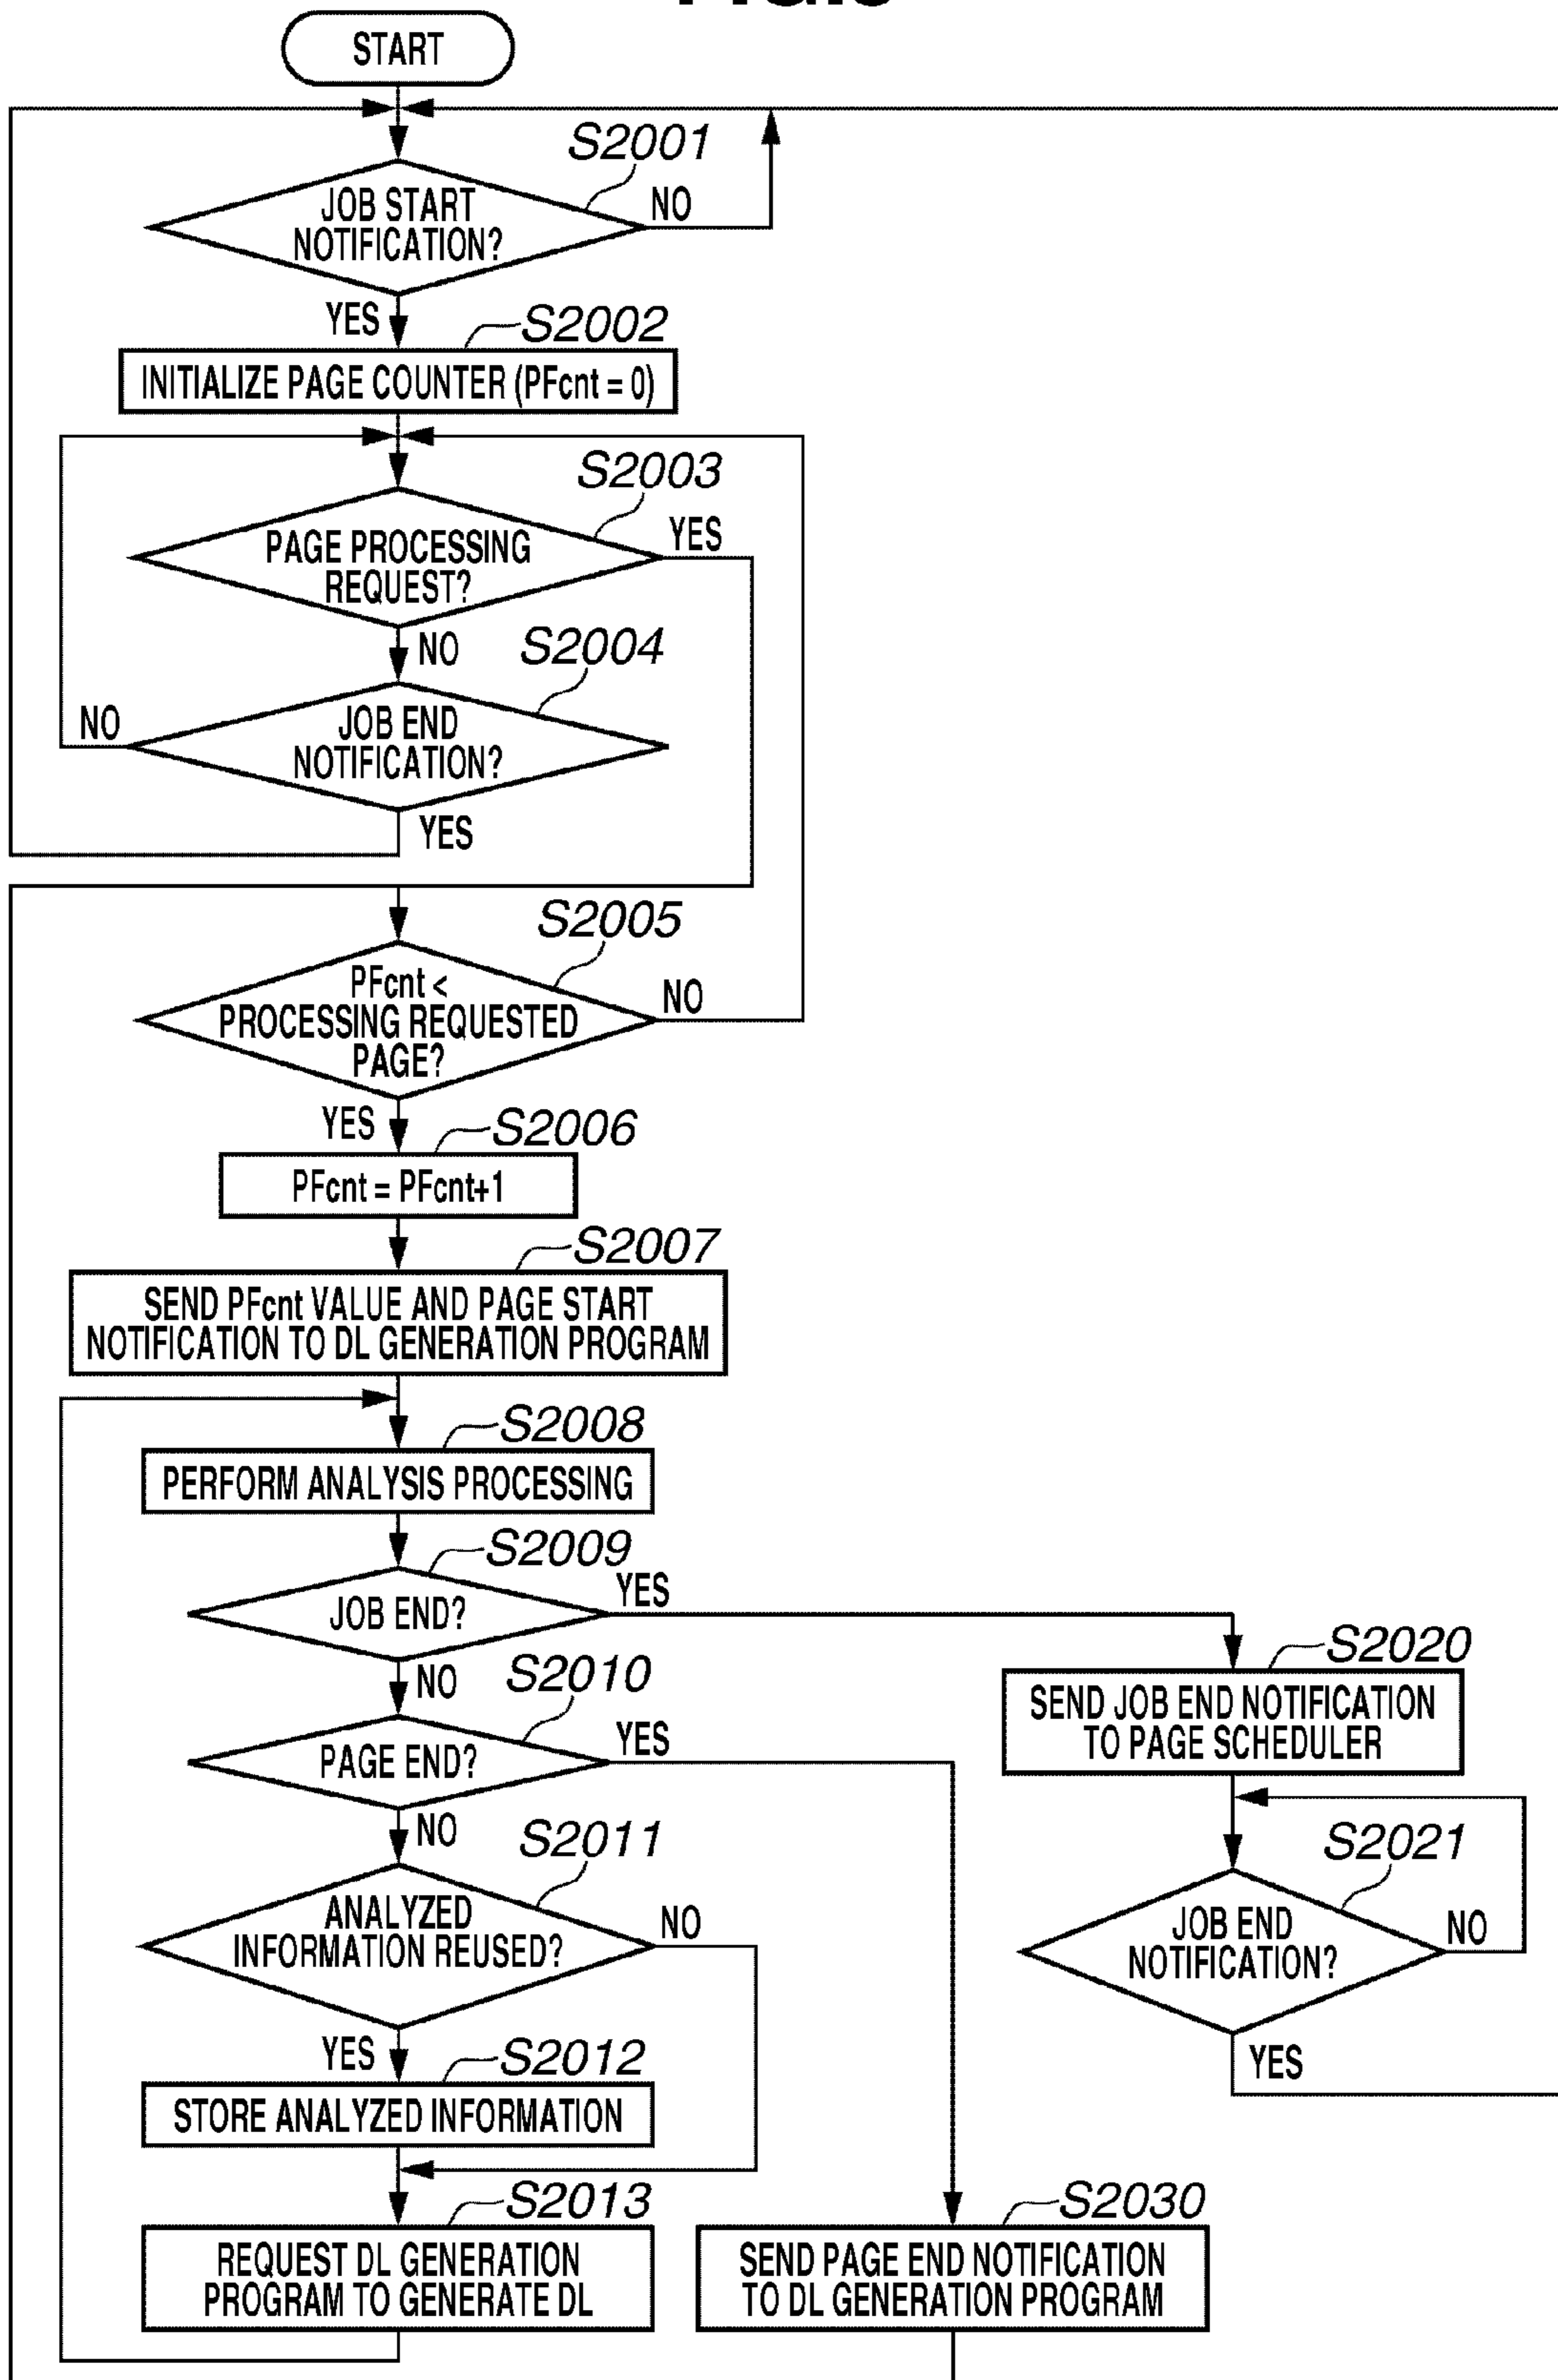 START
S2001
JOB START
NOTIFICATION?
NO
YES
S2002
INITIALIZE PAGE COUNTER (PFcnt = 0)
S2003
PAGE PROCESSING
REQUEST?
YES
NO
S2004
JOB END
NOTIFICATION?
NO
YES
S2005
PFcnt <
PROCESSING REQUESTED
PAGE?
NO
YES
S2006
PFcnt = PFcnt+1
S2007
SEND PFcnt VALUE AND PAGE START
NOTIFICATION TO DL GENERATION PROGRAM
S2008
PERFORM ANALYSIS PROCESSING
S2009
JOB END?
YES
NO
S2010
PAGE END?
YES
NO
S2011
ANALYZED
INFORMATION REUSED?
NO
YES
S2012
STORE ANALYZED INFORMATION
S2013
REQUEST DL GENERATION
PROGRAM TO GENERATE DL
S2020
SEND JOB END NOTIFICATION
TO PAGE SCHEDULER
S2021
JOB END
NOTIFICATION?
NO
YES
S2030
SEND PAGE END NOTIFICATION
TO DL GENERATION PROGRAM